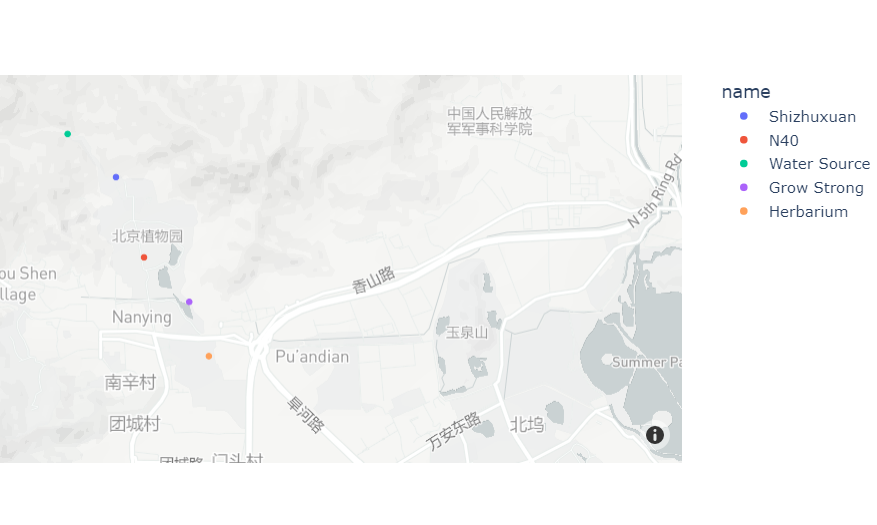 中国人民解放
军军事科学院
N 5th Ring Rd
北京植物园
ou Shen
llage
香山路
Nanying
玉泉山
Pu'andian
Summer Pa
南辛村
旱河路
团城村
万安东路
北坞
团城路
门头村
name
Shizhuxuan
N40
Water Source
Grow Strong
Herbarium